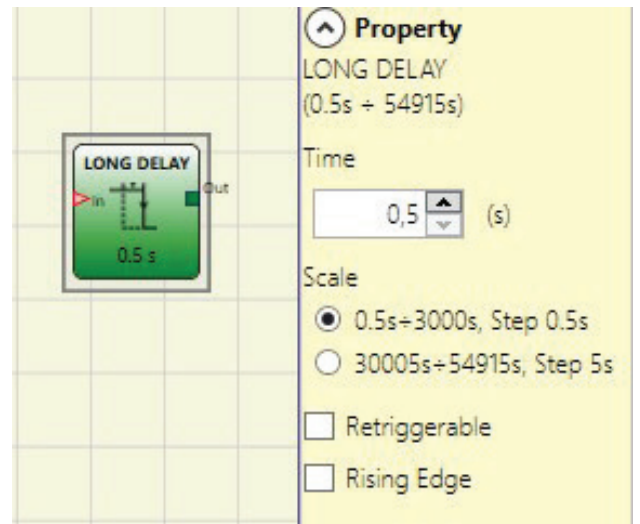 LONG DELAY
In
Out
0.5 s
Property
LONG DELAY
(0.5s ÷ 54915s)
Time
0,5 (s)
Scale
0.5s÷3000s, Step 0.5s
30005s÷54915s, Step 5s
Retriggerable
Rising Edge